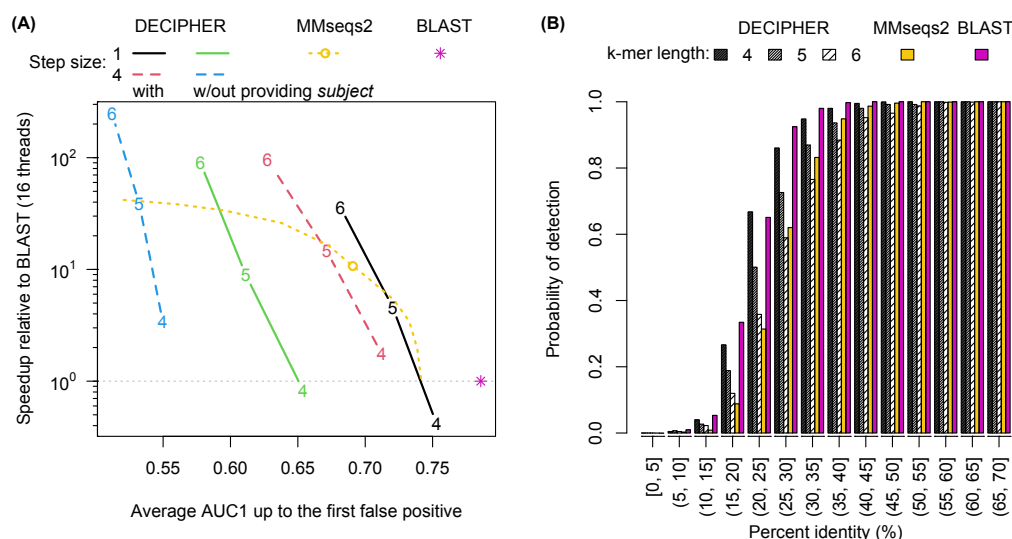 (A)
DECIPHER MMseqs2 BLAST
Step size: 1
4
with w/out providing subject
Speedup relative to BLAST (16 threads)
10² 10¹ 10⁰
6 5 4
6 5 4
6 5 4
6 5 4
0.55 0.60 0.65 0.70 0.75
Average AUC1 up to the first false positive
(B)
DECIPHER MMseqs2 BLAST
k-mer length: 4 5 6
Probability of detection
0.0 0.2 0.4 0.6 0.8 1.0
[0, 5]
(5, 10]
(10, 15]
(15, 20]
(20, 25]
(25, 30]
(30, 35]
(35, 40]
(40, 45]
(45, 50]
(50, 55]
(55, 60]
(60, 65]
(65, 70]
Percent identity (%)